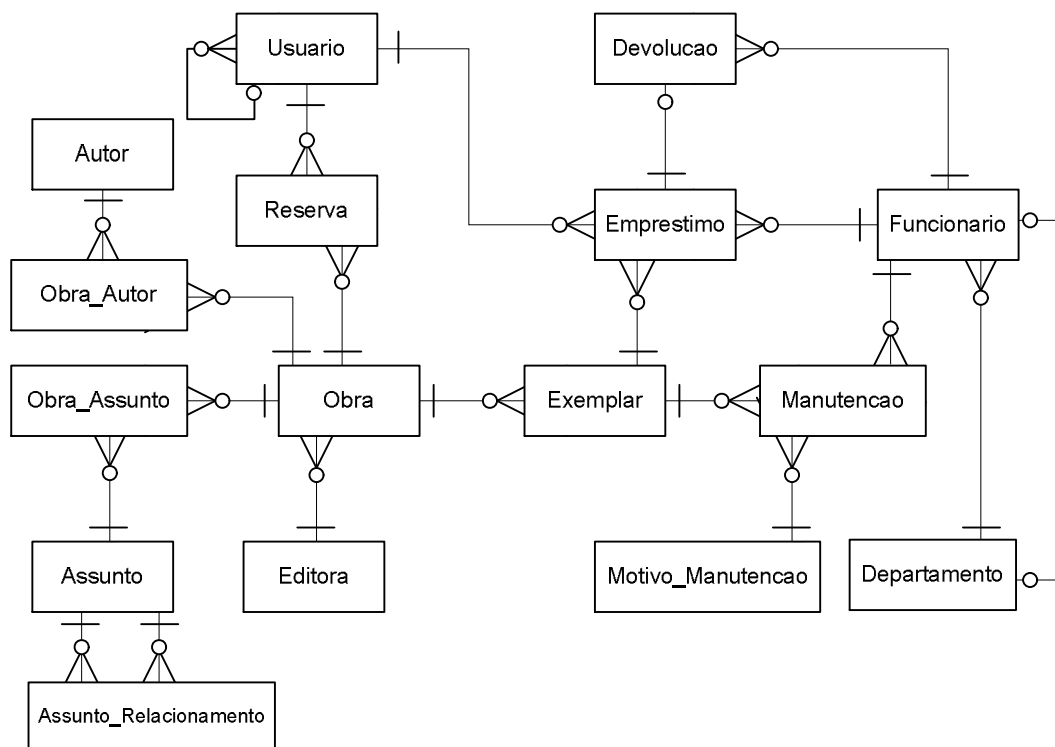 Usuario
Devolucao
Autor
Reserva
Emprestimo
Funcionario
Obra_Autor
Obra_Assunto
Obra
Exemplar
Manutencao
Assunto
Editora
Motivo_Manutencao
Departamento
Assunto_Relacionamento